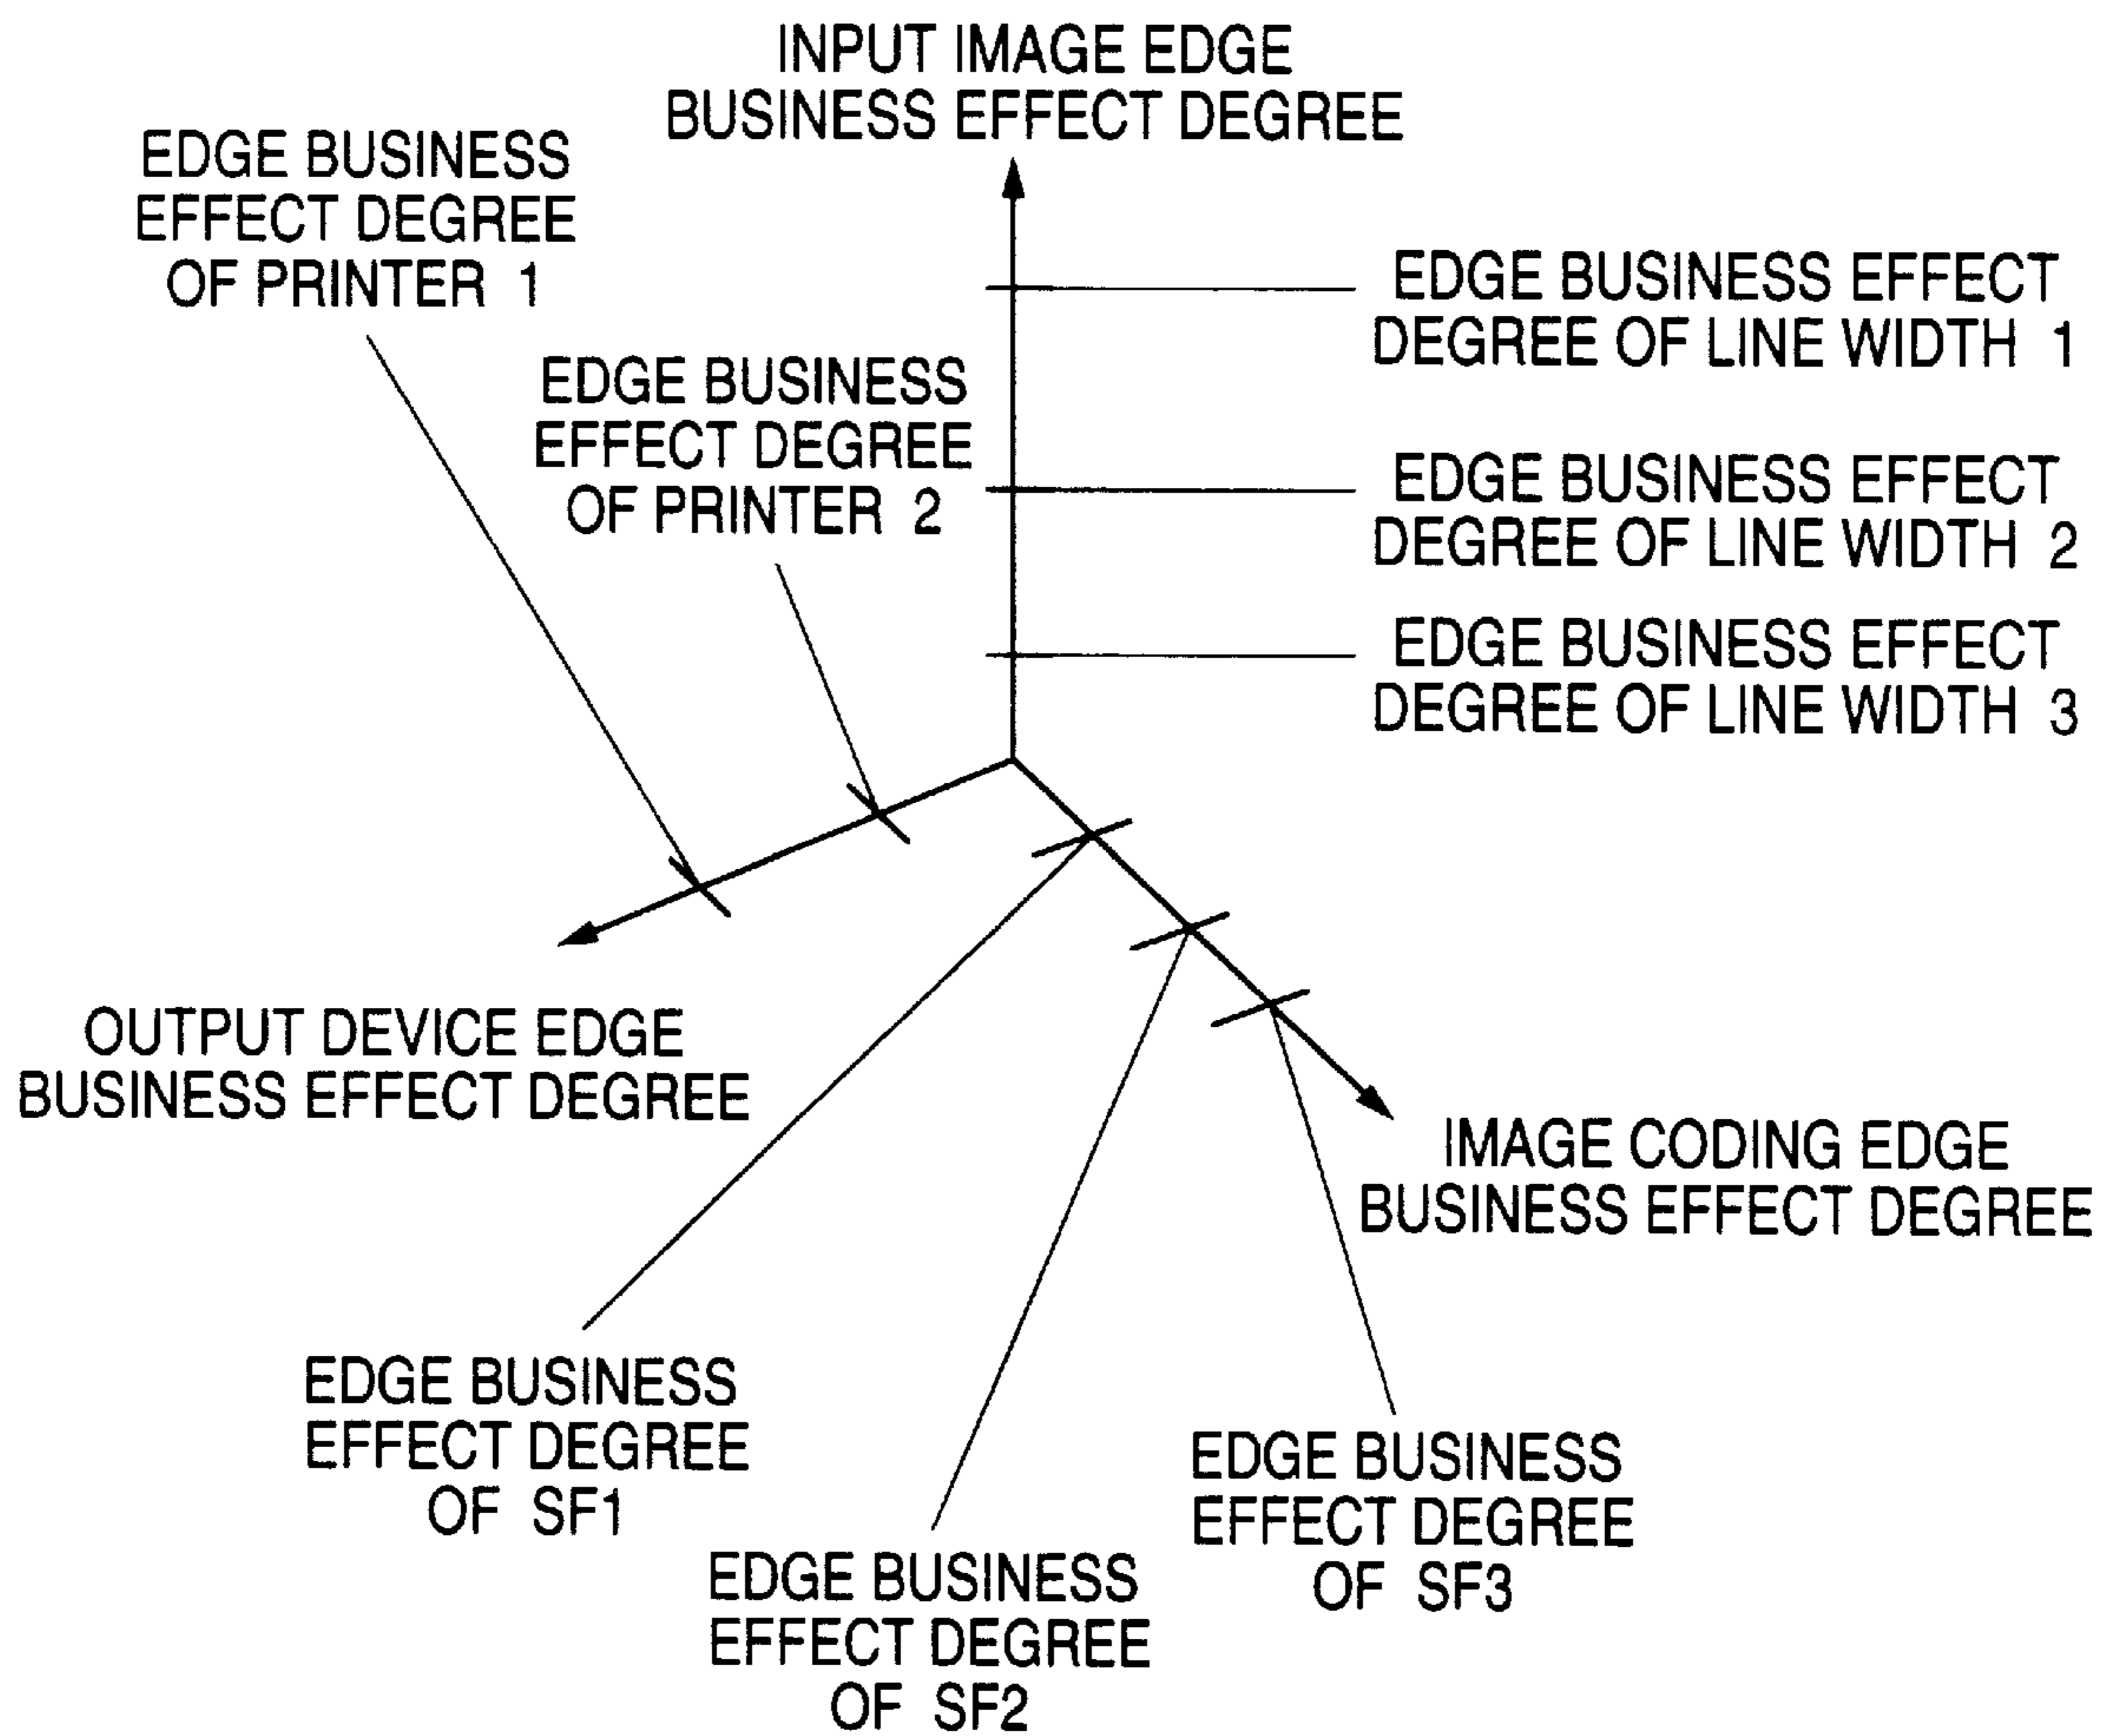 INPUT IMAGE EDGE
BUSINESS EFFECT DEGREE
EDGE BUSINESS
EFFECT DEGREE
OF PRINTER 1
EDGE BUSINESS EFFECT
DEGREE OF LINE WIDTH 1
EDGE BUSINESS
EFFECT DEGREE
OF PRINTER 2
EDGE BUSINESS EFFECT
DEGREE OF LINE WIDTH 2
EDGE BUSINESS EFFECT
DEGREE OF LINE WIDTH 3
OUTPUT DEVICE EDGE
BUSINESS EFFECT DEGREE
IMAGE CODING EDGE
BUSINESS EFFECT DEGREE
EDGE BUSINESS
EFFECT DEGREE
OF SF1
EDGE BUSINESS
EFFECT DEGREE
OF SF2
EDGE BUSINESS
EFFECT DEGREE
OF SF3